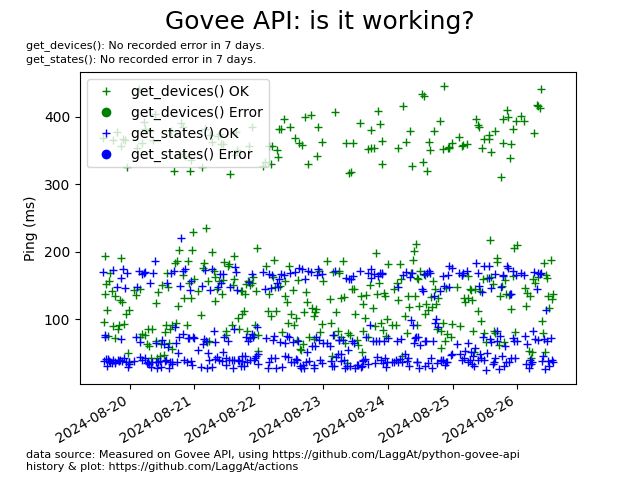 Govee API: is it working?
get_devices(): No recorded error in 7 days.
get_states(): No recorded error in 7 days.
get_devices() OK
get_devices() Error
get_states() OK
get_states() Error
Ping (ms)
400
300
200
100
2024-08-20
2024-08-21
2024-08-22
2024-08-23
2024-08-24
2024-08-25
2024-08-26
data source: Measured on Govee API, using https://github.com/LaggAt/python-govee-api
history & plot: https://github.com/LaggAt/actions